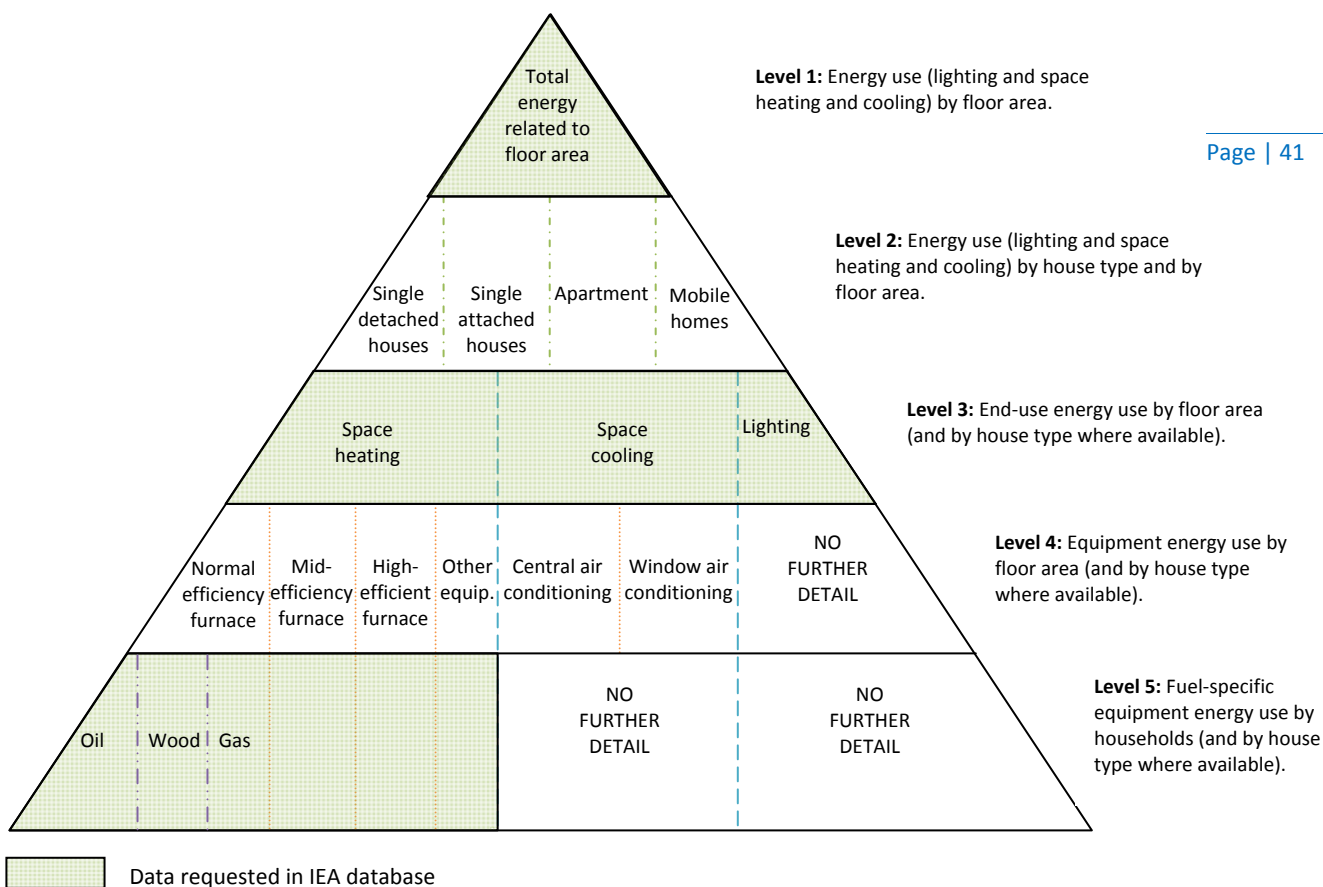 Total
energy
related to
floor area
Level 1: Energy use (lighting and space
heating and cooling) by floor area.
Page | 41
Single
detached
houses
Single
attached
houses
Apartment
Mobile
homes
Level 2: Energy use (lighting and space
heating and cooling) by house type and by
floor area.
Space
heating
Space
cooling
Lighting
Level 3: End-use energy use by floor area
(and by house type where available).
Normal
efficiency
furnace
Mid-
efficiency
furnace
High-
efficient
furnace
Other
equip.
Central air
conditioning
Window air
conditioning
NO
FURTHER
DETAIL
Level 4: Equipment energy use by
floor area (and by house type
where available).
Oil
Wood
Gas
NO
FURTHER
DETAIL
NO
FURTHER
DETAIL
Level 5: Fuel-specific
equipment energy use by
households (and by house
type where available).
Data requested in IEA database